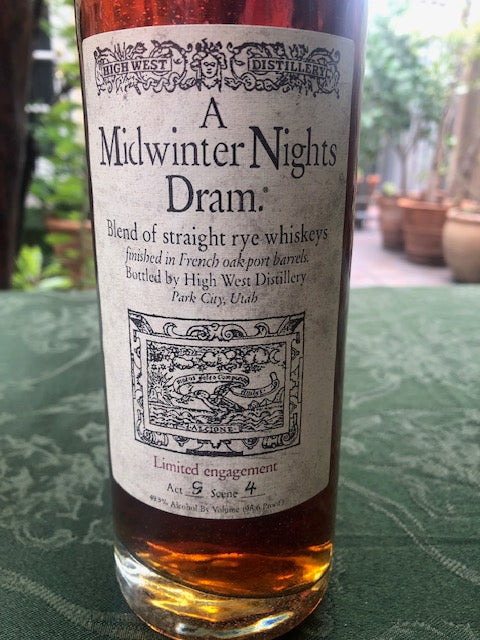 HIGH WEST DISTILLERY
A
Midwinter Nights
Dram.®
Blend of straight rye whiskeys
finished in French oak port barrels.
Bottled by High West Distillery
Park City, Utah
ALCIONE
Limited engagement
Act 9 Scene 4
49.3% Alcohol By Volume (98.6 Proof)